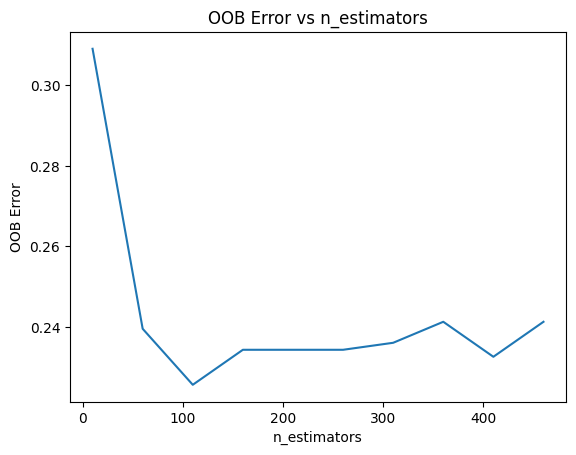 OOB Error vs n_estimators
0.30
0.28
0.26
0.24
OOB Error
0 100 200 300 400
n_estimators